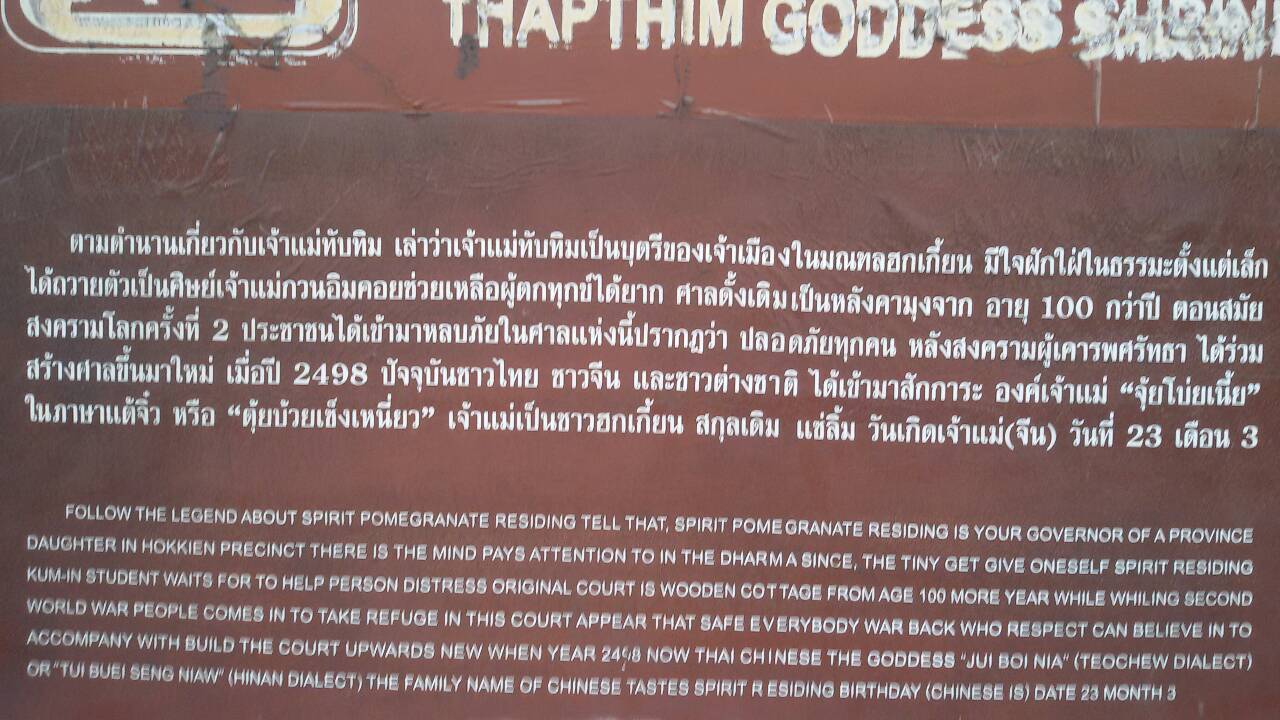 THAPTHIM GODDESS SHRINE
ตามตำนานเกี่ยวกับเจ้าแม่ทับทิม เล่าว่าเจ้าแม่ทับทิมเป็นบุตรีของเจ้าเมืองในมณฑลฮกเกี้ยน มีใจฝักใฝ่ในธรรมะตั้งแต่เล็ก
ได้ถวายตัวเป็นศิษย์เจ้าแม่กวนอิมคอยช่วยเหลือผู้ตกทุกข์ได้ยาก ศาลดั้งเดิมเป็นหลังคามุงจาก อายุ 100 กว่าปี ตอนสมัย
สงครามโลกครั้งที่ 2 ประชาชนได้เข้ามาหลบภัยในศาลแห่งนี้ปรากฏว่า ปลอดภัยทุกคน หลังสงครามผู้เคารพศรัทธา ได้ร่วม
สร้างศาลขึ้นมาใหม่ เมื่อปี 2498 ปัจจุบันชาวไทย ชาวจีน และชาวต่างชาติ ได้เข้ามาสักการะ องค์เจ้าแม่ “จุ้ยโบ่ยเนี้ย”
ในภาษาแต้จิ๋ว หรือ “ตุ้ยบ้วยเช็งเหนี่ยว” เจ้าแม่เป็นชาวฮกเกี้ยน สกุลเดิม แซ่ลิ้ม วันเกิดเจ้าแม่(จีน) วันที่ 23 เดือน 3
FOLLOW THE LEGEND ABOUT SPIRIT POMEGRANATE RESIDING TELL THAT, SPIRIT POMEGRANATE RESIDING IS YOUR GOVERNOR OF A PROVINCE
DAUGHTER IN HOKKIEN PRECINCT THERE IS THE MIND PAYS ATTENTION TO IN THE DHARMA SINCE, THE TINY GET GIVE ONESELF SPIRIT RESIDING
KUM-IN STUDENT WAITS FOR TO HELP PERSON DISTRESS ORIGINAL COURT IS WOODEN COTTAGE FROM AGE 100 MORE YEAR WHILE WHILING SECOND
WORLD WAR PEOPLE COMES IN TO TAKE REFUGE IN THIS COURT APPEAR THAT SAFE EVERYBODY WAR BACK WHO RESPECT CAN BELIEVE IN TO
ACCOMPANY WITH BUILD THE COURT UPWARDS NEW WHEN YEAR 2498 NOW THAI CHINESE THE GODDESS "JUI BOI NIA" (TEOCHEW DIALECT)
OR "TUI BUEI SENG NIAW" (HINAN DIALECT) THE FAMILY NAME OF CHINESE TASTES SPIRIT RESIDING BIRTHDAY (CHINESE IS) DATE 23 MONTH 3